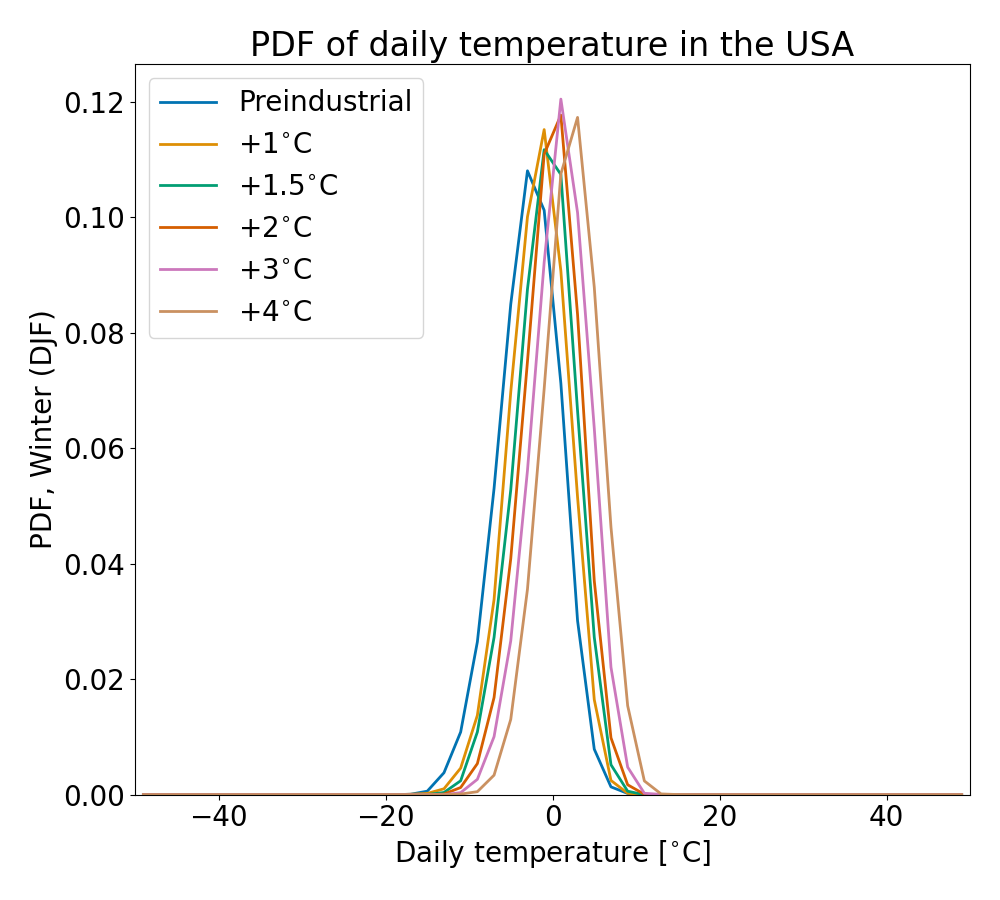 PDF of daily temperature in the USA
Preindustrial
+1°C
+1.5°C
+2°C
+3°C
+4°C
PDF, Winter (DJF)
0.12
0.10
0.08
0.06
0.04
0.02
0.00
−40 −20 0 20 40
Daily temperature [°C]